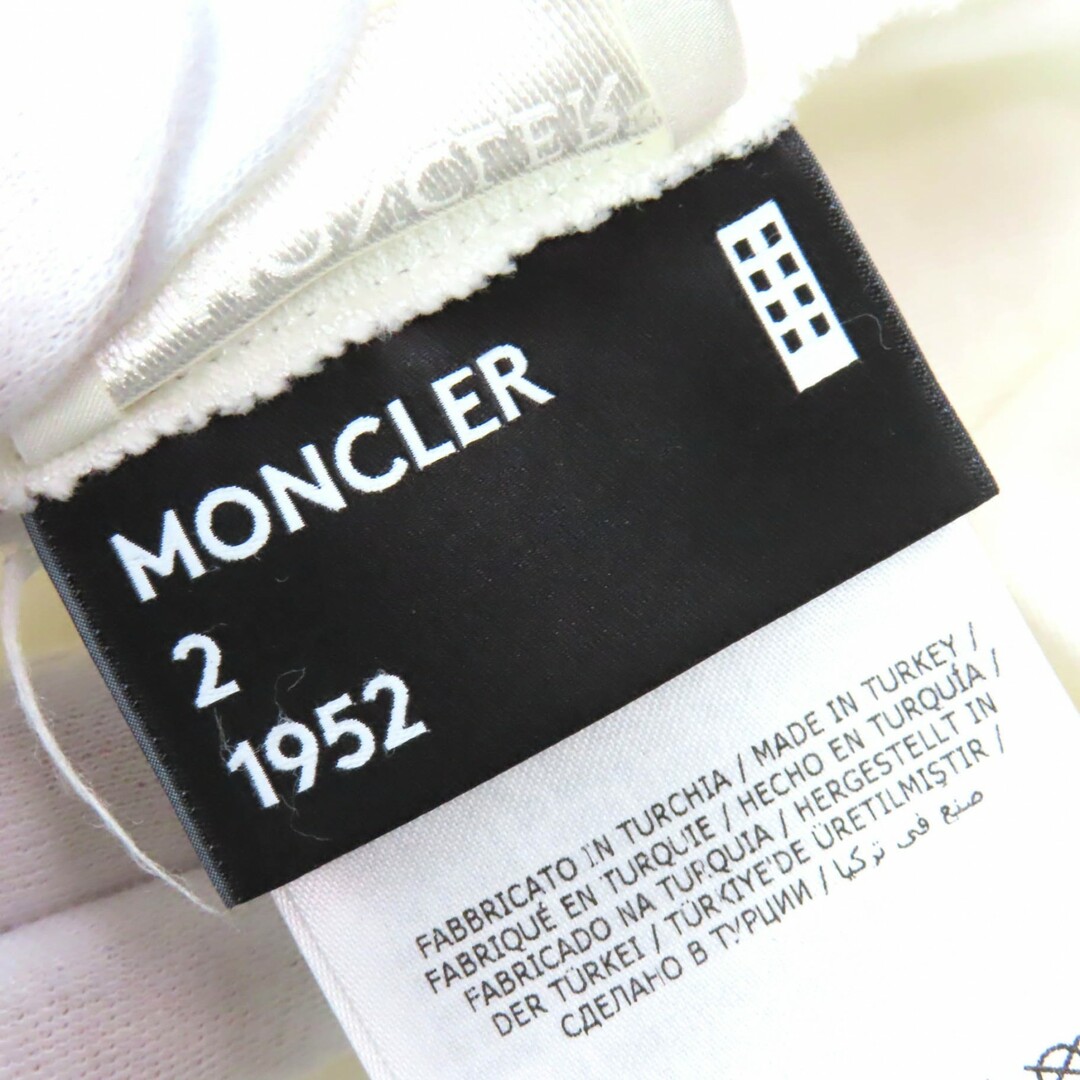 MONCLER
2
1952
FABBRICATO IN TURCHIA / MADE IN TURKEY /
FABRIQUÉ EN TURQUIE / HECHO EN TURQUÍA /
FABRICADO NA TURQUIA / HERGESTELLT IN
DER TÜRKEI / TÜRKIYE'DE ÜRETILMIŞTIR /
СДЕЛАНО В ТУРЦИИ / صنع في تركيا